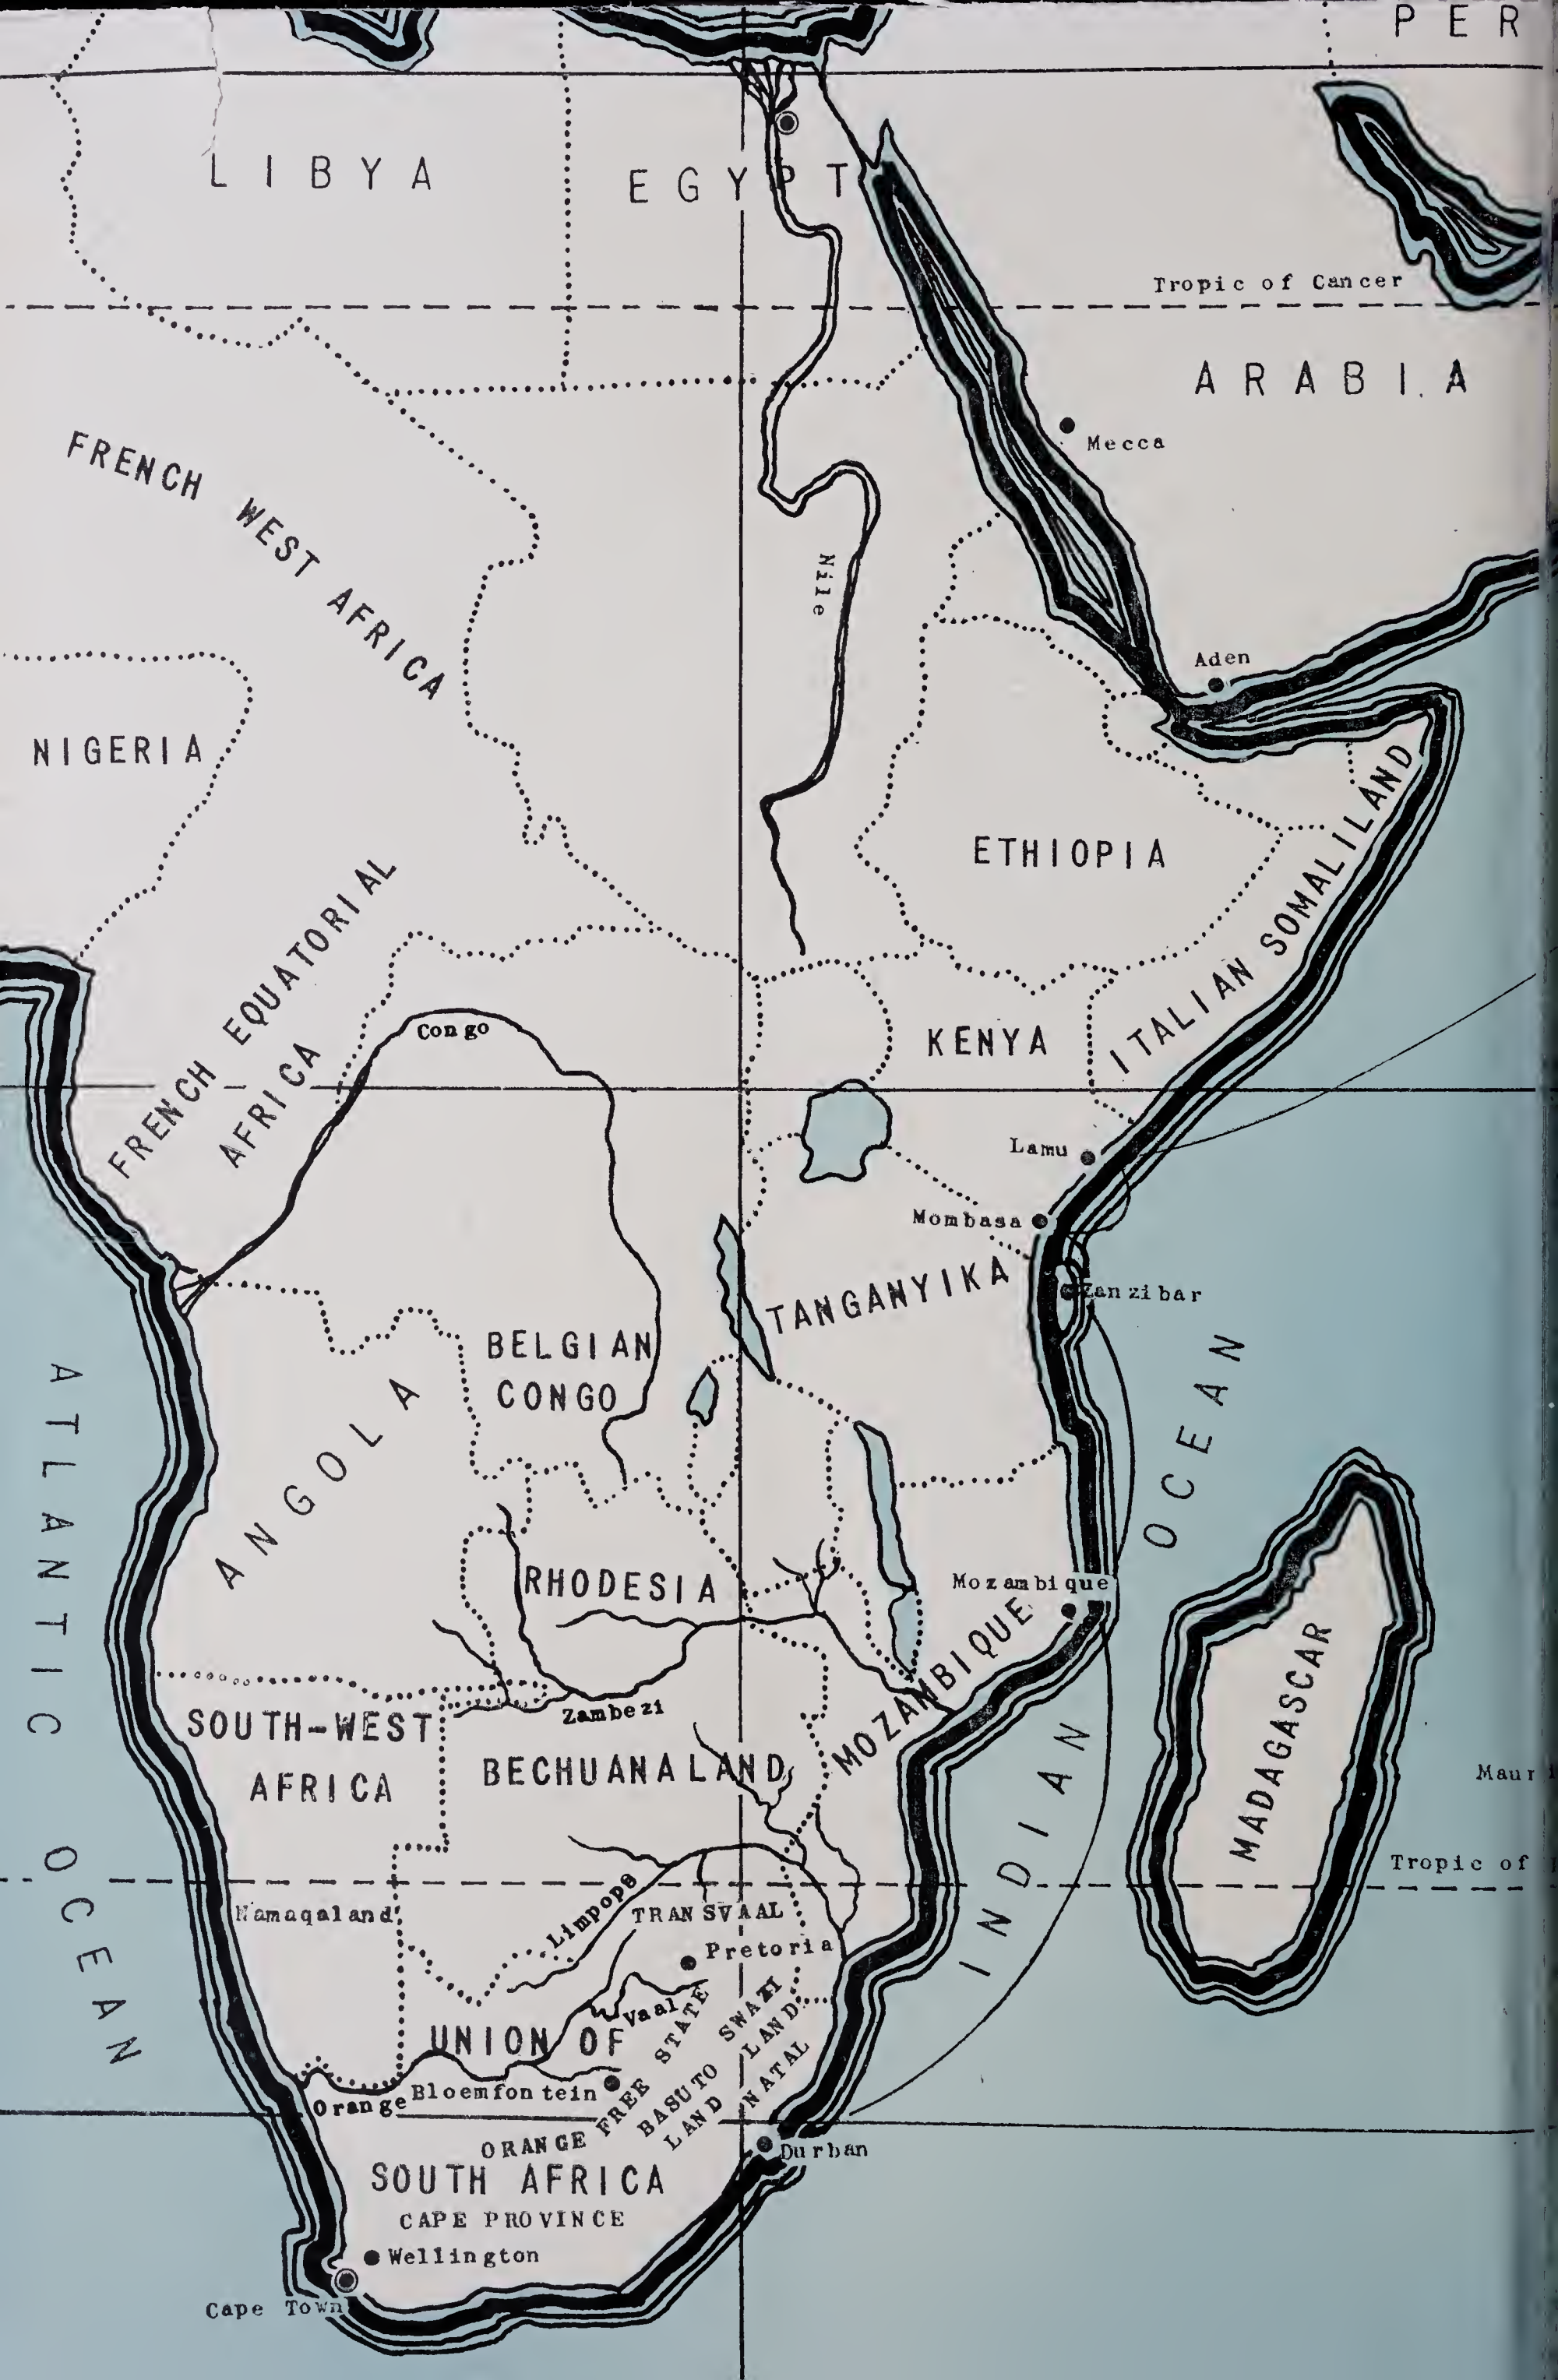 PER
LIBYA
EGYPT
Tropic of Cancer
ARABIA
Mecca
FRENCH WEST AFRICA
Nile
Aden
NIGERIA
ETHIOPIA
ITALIAN SOMALILAND
FRENCH EQUATORIAL
AFRICA
Congo
KENYA
Lamu
Mombasa
TANGANYIKA
Zanzibar
BELGIAN
CONGO
ANGOLA
ATLANTIC OCEAN
INDIAN OCEAN
RHODESIA
Mozambique
MOZAMBIQUE
MADAGASCAR
Zambezi
SOUTH-WEST
AFRICA
BECHUANALAND
Maur
Tropic of
Namaqaland
Limpopo
TRANSVAAL
Pretoria
Vaal
SWAZI
LAND
UNION OF
Bloemfontein
Orange
ORANGE FREE STATE
BASUTO
LAND
NATAL
Durban
SOUTH AFRICA
CAPE PROVINCE
Wellington
Cape Town